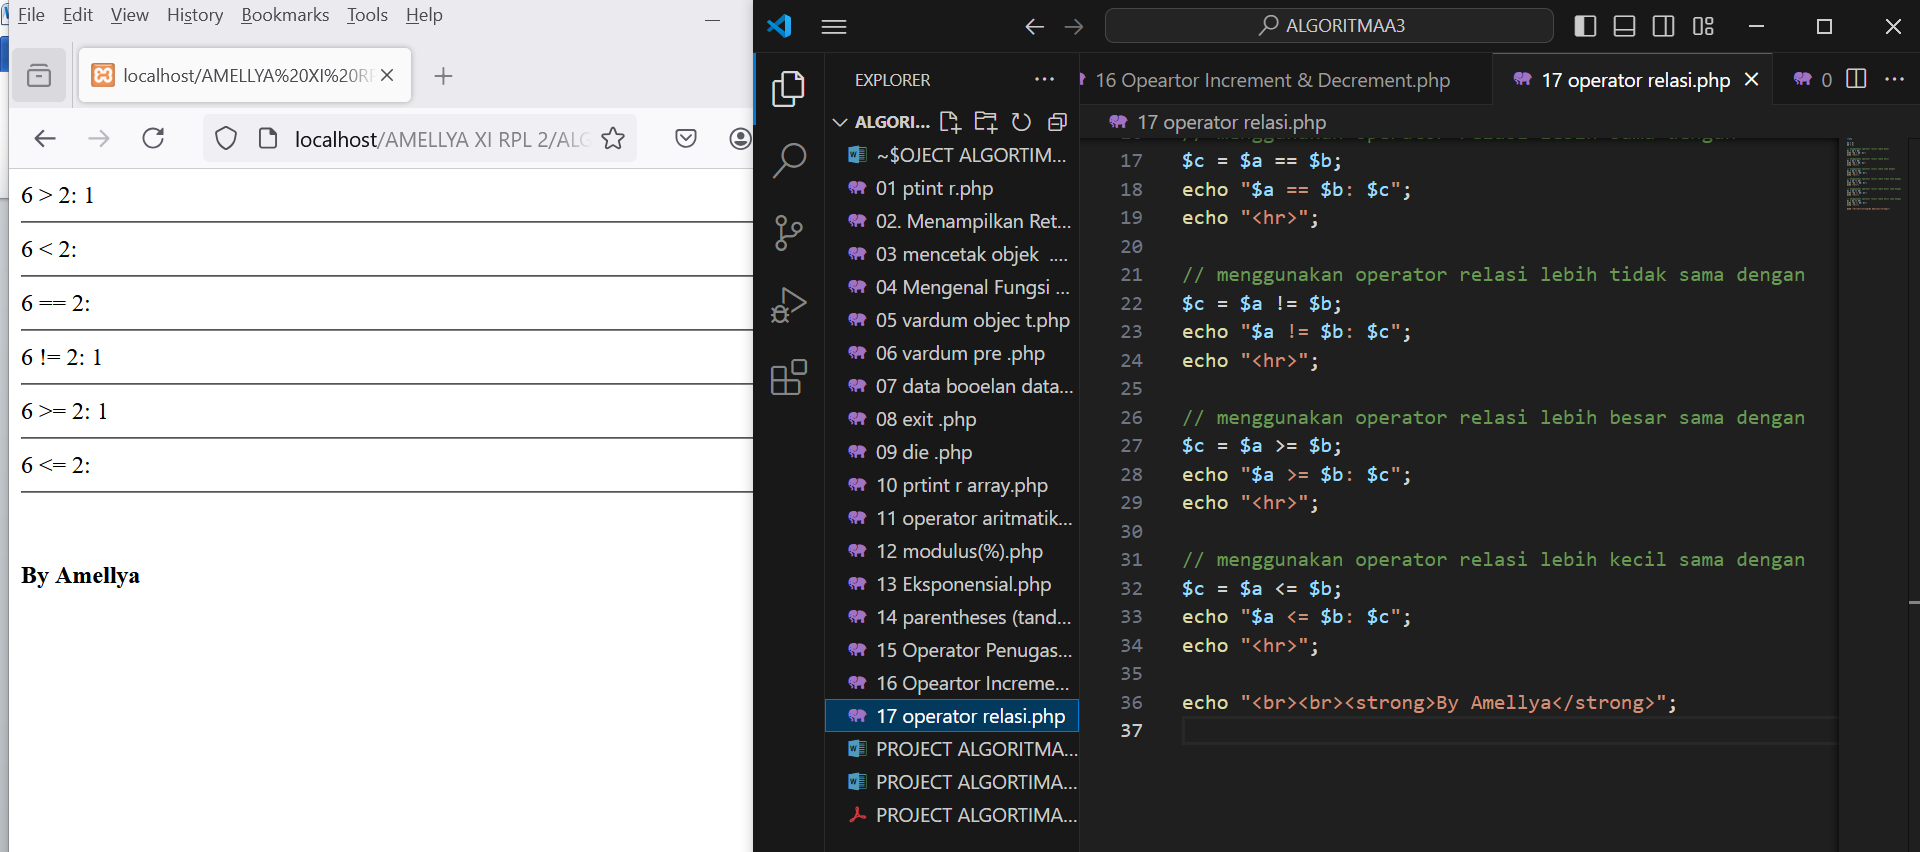 File Edit View History Bookmarks Tools Help
localhost/AMELLYA%20XI%20RP
localhost/AMELLYA XI RPL 2/ALG
6 > 2: 1
6 < 2:
6 == 2:
6 != 2: 1
6 >= 2: 1
6 <= 2:
By Amellya
ALGORITMAA3
EXPLORER
ALGORI...
~$OJECT ALGORTIM...
01 ptint r.php
02. Menampilkan Ret...
03 mencetak objek ....
04 Mengenal Fungsi ...
05 vardum objec t.php
06 vardum pre .php
07 data booelan data...
08 exit .php
09 die .php
10 prtint r array.php
11 operator aritmatik...
12 modulus(%).php
13 Eksponensial.php
14 parentheses (tand...
15 Operator Penugas...
16 Opeartor Increme...
17 operator relasi.php
PROJECT ALGORITMA...
PROJECT ALGORTIMA...
PROJECT ALGORTIMA...
16 Opeartor Increment & Decrement.php
17 operator relasi.php
0
17 operator relasi.php
// menggunakan operator relasi lebih sama dengan
17 $c = $a == $b;
18 echo "$a == $b: $c";
19 echo "<hr>";
20
21 // menggunakan operator relasi lebih tidak sama dengan
22 $c = $a != $b;
23 echo "$a != $b: $c";
24 echo "<hr>";
25
26 // menggunakan operator relasi lebih besar sama dengan
27 $c = $a >= $b;
28 echo "$a >= $b: $c";
29 echo "<hr>";
30
31 // menggunakan operator relasi lebih kecil sama dengan
32 $c = $a <= $b;
33 echo "$a <= $b: $c";
34 echo "<hr>";
35
36 echo "<br><br><strong>By Amellya</strong>";
37